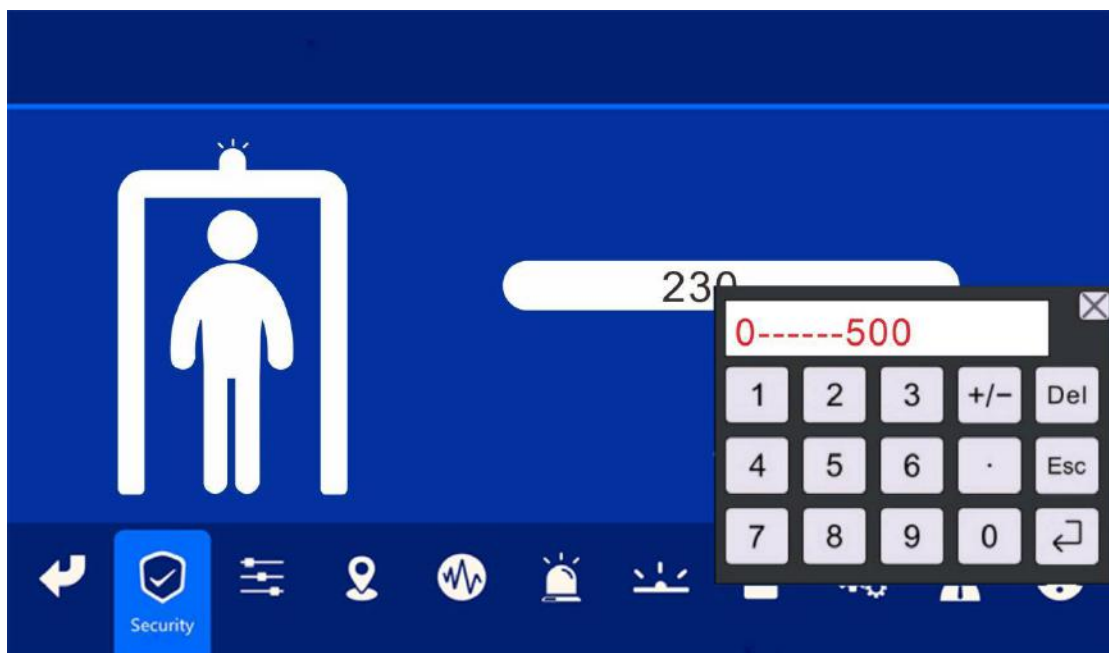 230
0------500
1 2 3 +/− Del
4 5 6 · Esc
7 8 9 0
Security